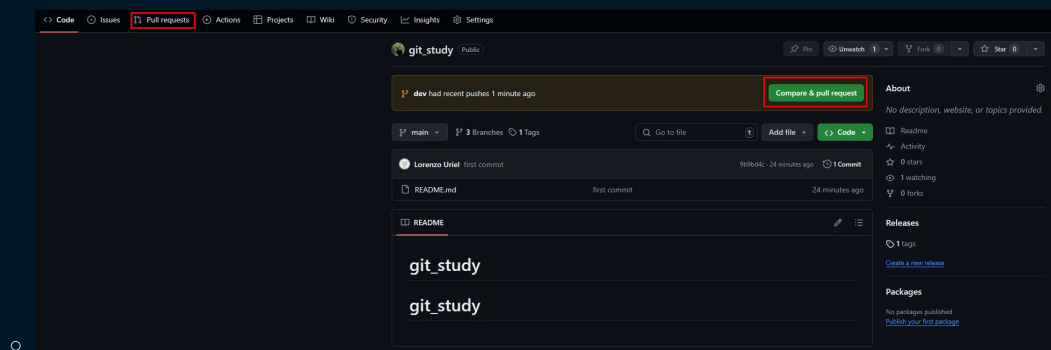 <> Code Issues Pull requests Actions Projects Wiki Security Insights Settings
git_study Public Pin Unwatch 1 Fork 0 Star 0
dev had recent pushes 1 minute ago Compare & pull request
main 3 Branches 1 Tags Go to file t Add file <> Code
Lorenzo Uriel first commit 9b9bd4c · 24 minutes ago 1 Commit
README.md first commit 24 minutes ago
README
git_study
git_study
About
No description, website, or topics provided.
Readme
Activity
0 stars
1 watching
0 forks
Releases
1 tags
Create a new release
Packages
No packages published
Publish your first package